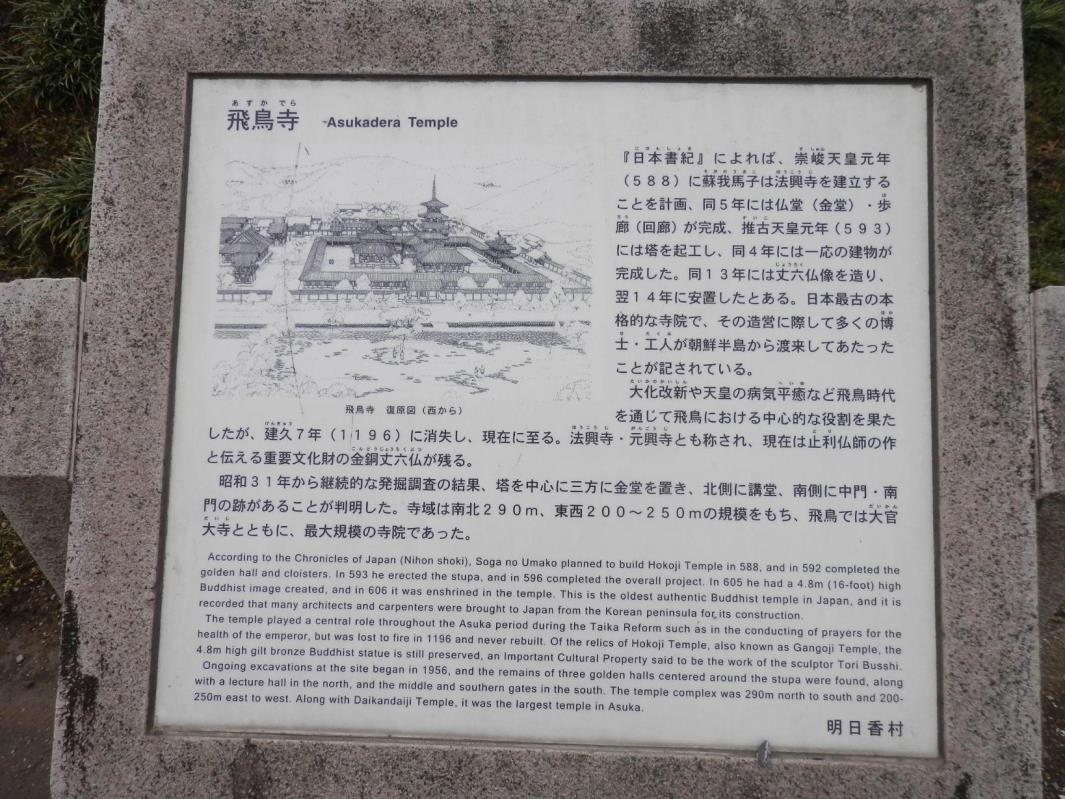 あすか でら
飛鳥寺 Asukadera Temple
『日本書紀』によれば、崇峻天皇元年
（５８８）に蘇我馬子は法興寺を建立する
ことを計画、同５年には仏堂（金堂）・歩
廊（回廊）が完成、推古天皇元年（５９３）
には塔を起工し、同４年には一応の建物が
完成した。同１３年には丈六仏像を造り、
翌１４年に安置したとある。日本最古の本
格的な寺院で、その造営に際して多くの博
士・工人が朝鮮半島から渡来してあたった
ことが記されている。
大化改新や天皇の病気平癒など飛鳥時代
を通じて飛鳥における中心的な役割を果た
飛鳥寺 復原図（西から）
したが、建久７年（１１９６）に消失し、現在に至る。法興寺・元興寺とも称され、現在は止利仏師の作
と伝える重要文化財の金銅丈六仏が残る。
昭和３１年から継続的な発掘調査の結果、塔を中心に三方に金堂を置き、北側に講堂、南側に中門・南
門の跡があることが判明した。寺域は南北２９０ｍ、東西２００～２５０ｍの規模をもち、飛鳥では大官
大寺とともに、最大規模の寺院であった。
According to the Chronicles of Japan (Nihon shoki), Soga no Umako planned to build Hokoji Temple in 588, and in 592 completed the
golden hall and cloisters. In 593 he erected the stupa, and in 596 completed the overall project. In 605 he had a 4.8m (16-foot) high
Buddhist image created, and in 606 it was enshrined in the temple. This is the oldest authentic Buddhist temple in Japan, and it is
recorded that many architects and carpenters were brought to Japan from the Korean peninsula for its construction.
The temple played a central role throughout the Asuka period during the Taika Reform such as in the conducting of prayers for the
health of the emperor, but was lost to fire in 1196 and never rebuilt. Of the relics of Hokoji Temple, also known as Gangoji Temple, the
4.8m high gilt bronze Buddhist statue is still preserved, an Important Cultural Property said to be the work of the sculptor Tori Busshi.
Ongoing excavations at the site began in 1956, and the remains of three golden halls centered around the stupa were found, along
with a lecture hall in the north, and the middle and southern gates in the south. The temple complex was 290m north to south and 200-
250m east to west. Along with Daikandaiji Temple, it was the largest temple in Asuka.
明日香村